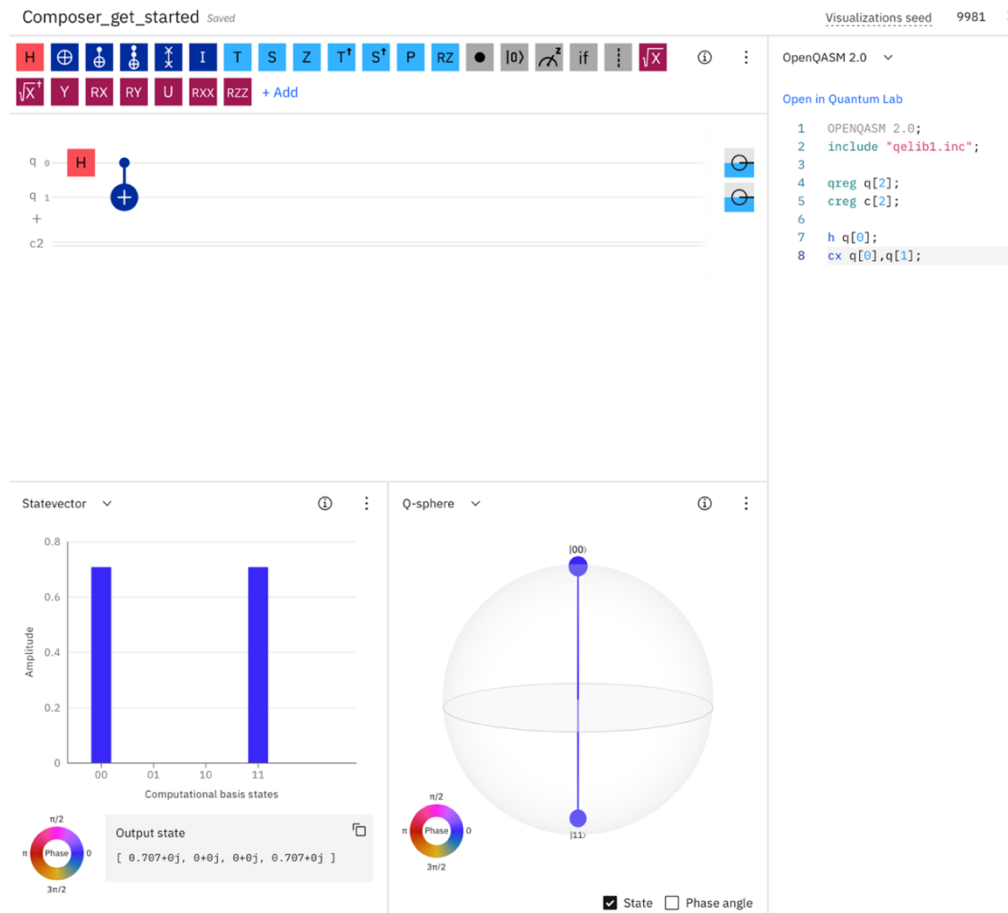 Composer_get_started Saved
Visualizations seed 9981
H I T S Z T† S† P RZ |0⟩ z if √X
√X† Y RX RY U RXX RZZ + Add
OpenQASM 2.0
Open in Quantum Lab
1 OPENQASM 2.0;
2 include "qelib1.inc";
3
4 qreg q[2];
5 creg c[2];
6
7 h q[0];
8 cx q[0],q[1];
q 0 H
q 1 +
+
c2
Statevector
0.8
0.6
0.4
0.2
0
Amplitude
00 01 10 11
Computational basis states
π/2
π Phase 0
3π/2
Output state
[ 0.707+0j, 0+0j, 0+0j, 0.707+0j ]
Q-sphere
|00⟩
|11⟩
π/2
π Phase 0
3π/2
State Phase angle